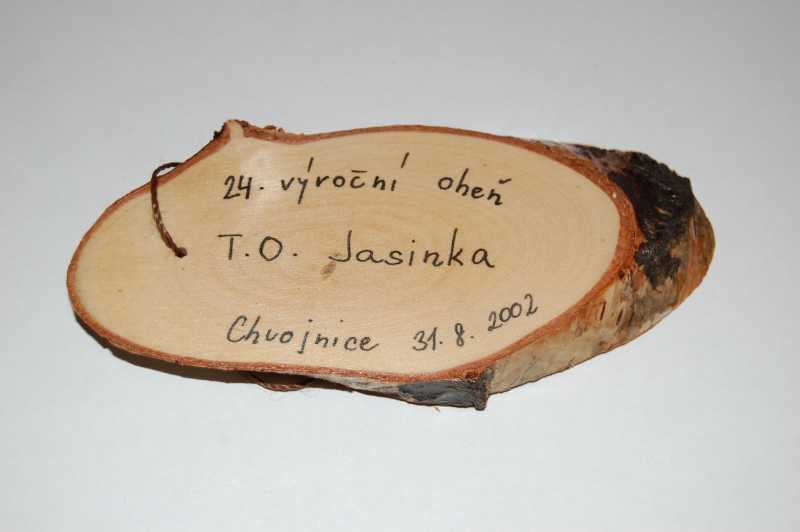 24. výroční oheň
T.O. Jasinka
Chvojnice 31.8.2002